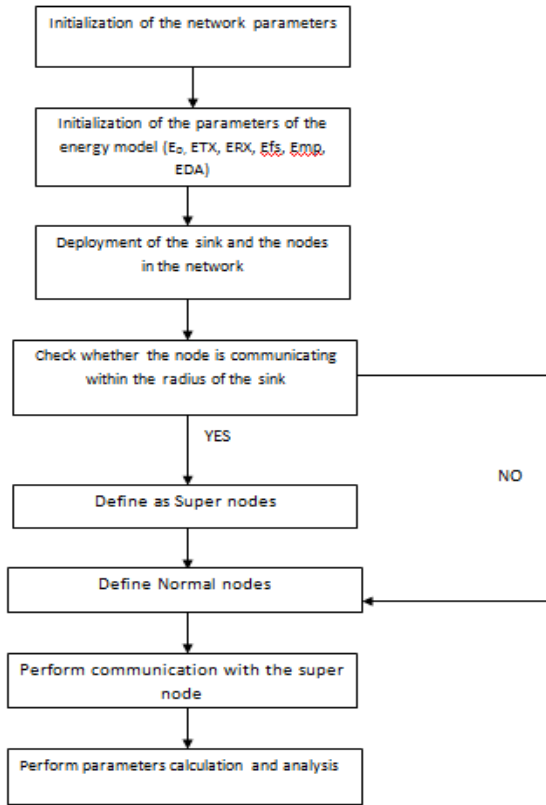 Initialization of the network parameters
Initialization of the parameters of the
energy model (E₀, ETX, ERX, Efs, Emp,
EDA)
Deployment of the sink and the nodes
in the network
Check whether the node is communicating
within the radius of the sink
YES
NO
Define as Super nodes
Define Normal nodes
Perform communication with the super
node
Perform parameters calculation and analysis